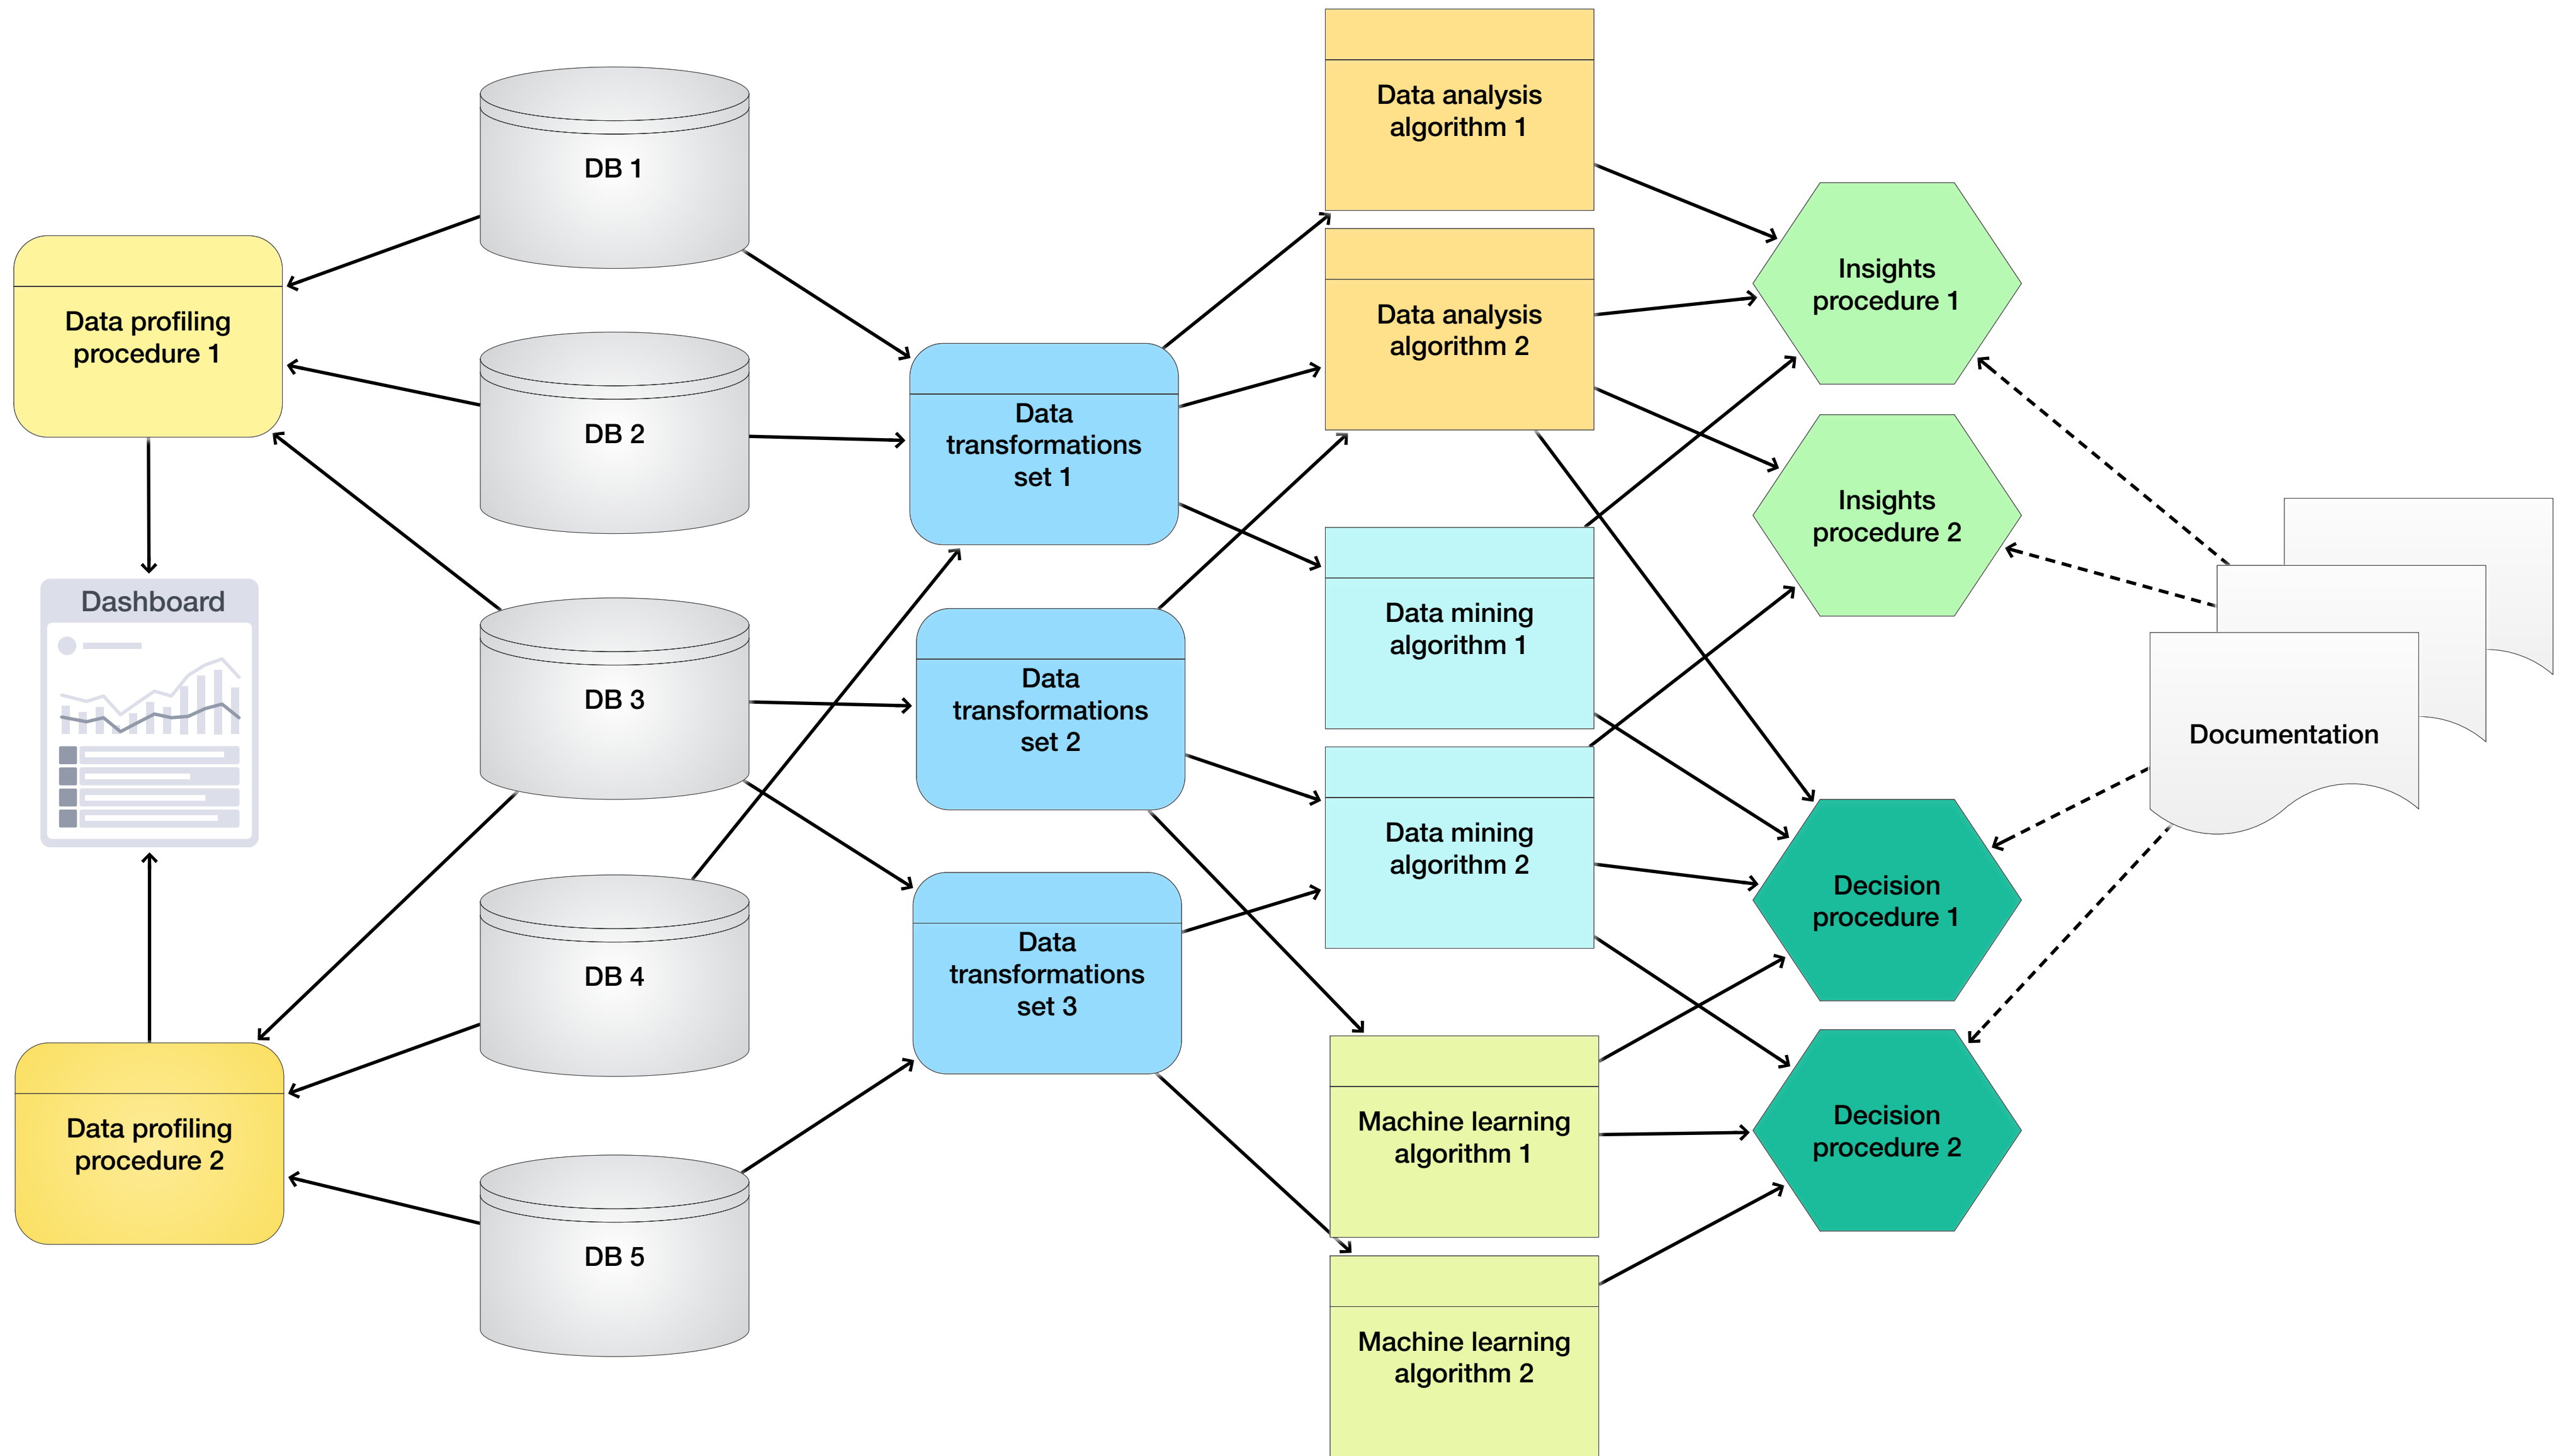 Data profiling
procedure 1
Dashboard
Data profiling
procedure 2
DB 1
DB 2
DB 3
DB 4
DB 5
Data
transformations
set 1
Data
transformations
set 2
Data
transformations
set 3
Data analysis
algorithm 1
Data analysis
algorithm 2
Data mining
algorithm 1
Data mining
algorithm 2
Machine learning
algorithm 1
Machine learning
algorithm 2
Insights
procedure 1
Insights
procedure 2
Decision
procedure 1
Decision
procedure 2
Documentation